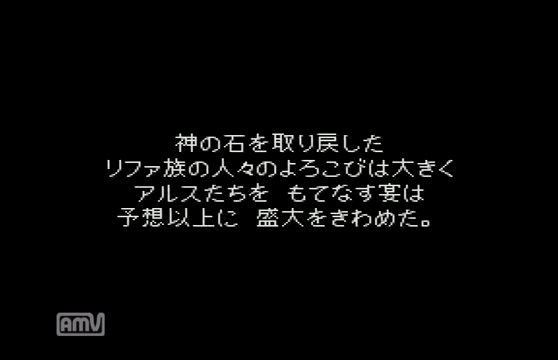 神の石を取り戻した
リファ族の人々のよろこびは大きく
アルスたちを もてなす宴は
予想以上に 盛大をきわめた。
AMV